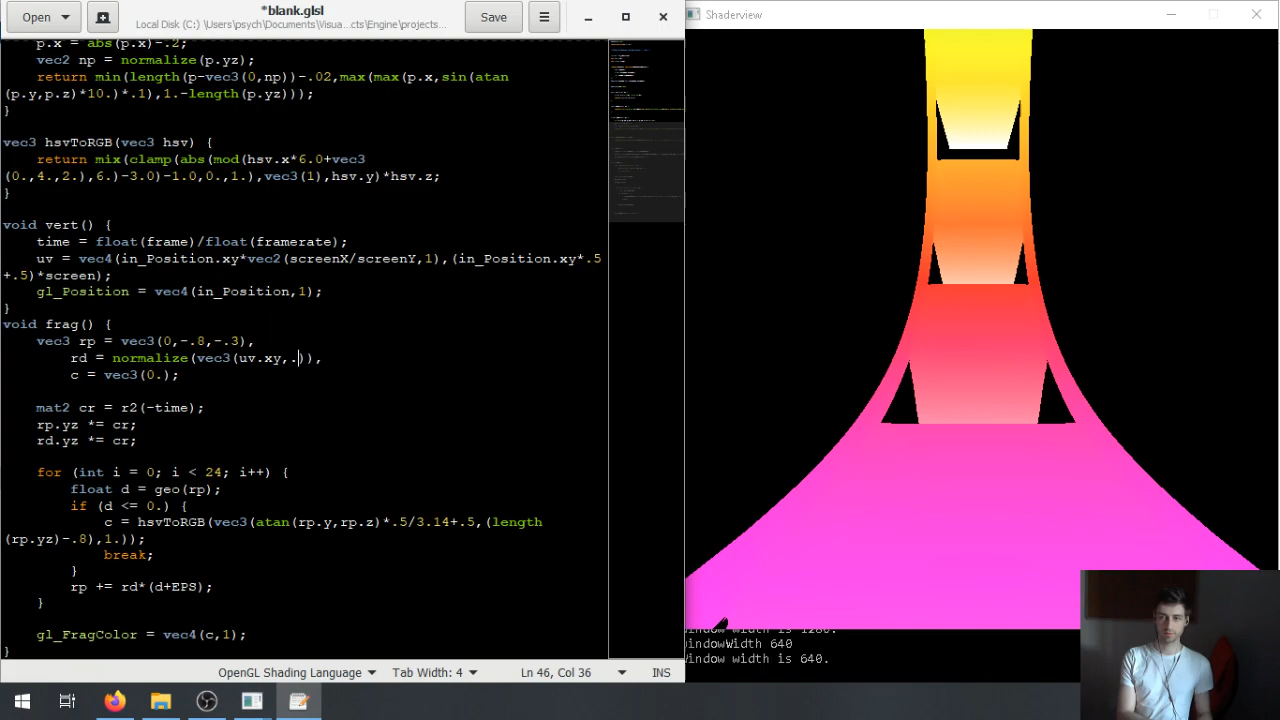 Open
*blank.glsl
Local Disk (C:) \Users\psych\Documents\Visua...cts\Engine\projects...
Save
Shaderview
p.x = abs(p.x)-.2;
vec2 np = normalize(p.yz);
return min(length(p-vec3(0,np))-.02,max(max(p.x,sin(atan
(p.y,p.z)*10.)*.1),1.-length(p.yz)));
}
vec3 hsvToRGB(vec3 hsv) {
return mix(clamp(abs(mod(hsv.x*6.0+vec3
(0.,4.,2.),6.)-3.0)-1.0,0.,1.),vec3(1),hsv.y)*hsv.z;
}
void vert() {
time = float(frame)/float(framerate);
uv = vec4(in_Position.xy*vec2(screenX/screenY,1),(in_Position.xy*.5
+.5)*screen);
gl_Position = vec4(in_Position,1);
}
void frag() {
vec3 rp = vec3(0,-.8,-.3),
rd = normalize(vec3(uv.xy,.)),
c = vec3(0.);
mat2 cr = r2(-time);
rp.yz *= cr;
rd.yz *= cr;
for (int i = 0; i < 24; i++) {
float d = geo(rp);
if (d <= 0.) {
c = hsvToRGB(vec3(atan(rp.y,rp.z)*.5/3.14+.5,(length
(rp.yz)-.8),1.));
break;
}
rp += rd*(d+EPS);
}
gl_FragColor = vec4(c,1);
}
window width is 1280.
windowWidth 640
Window width is 640.
OpenGL Shading Language
Tab Width: 4
Ln 46, Col 36
INS